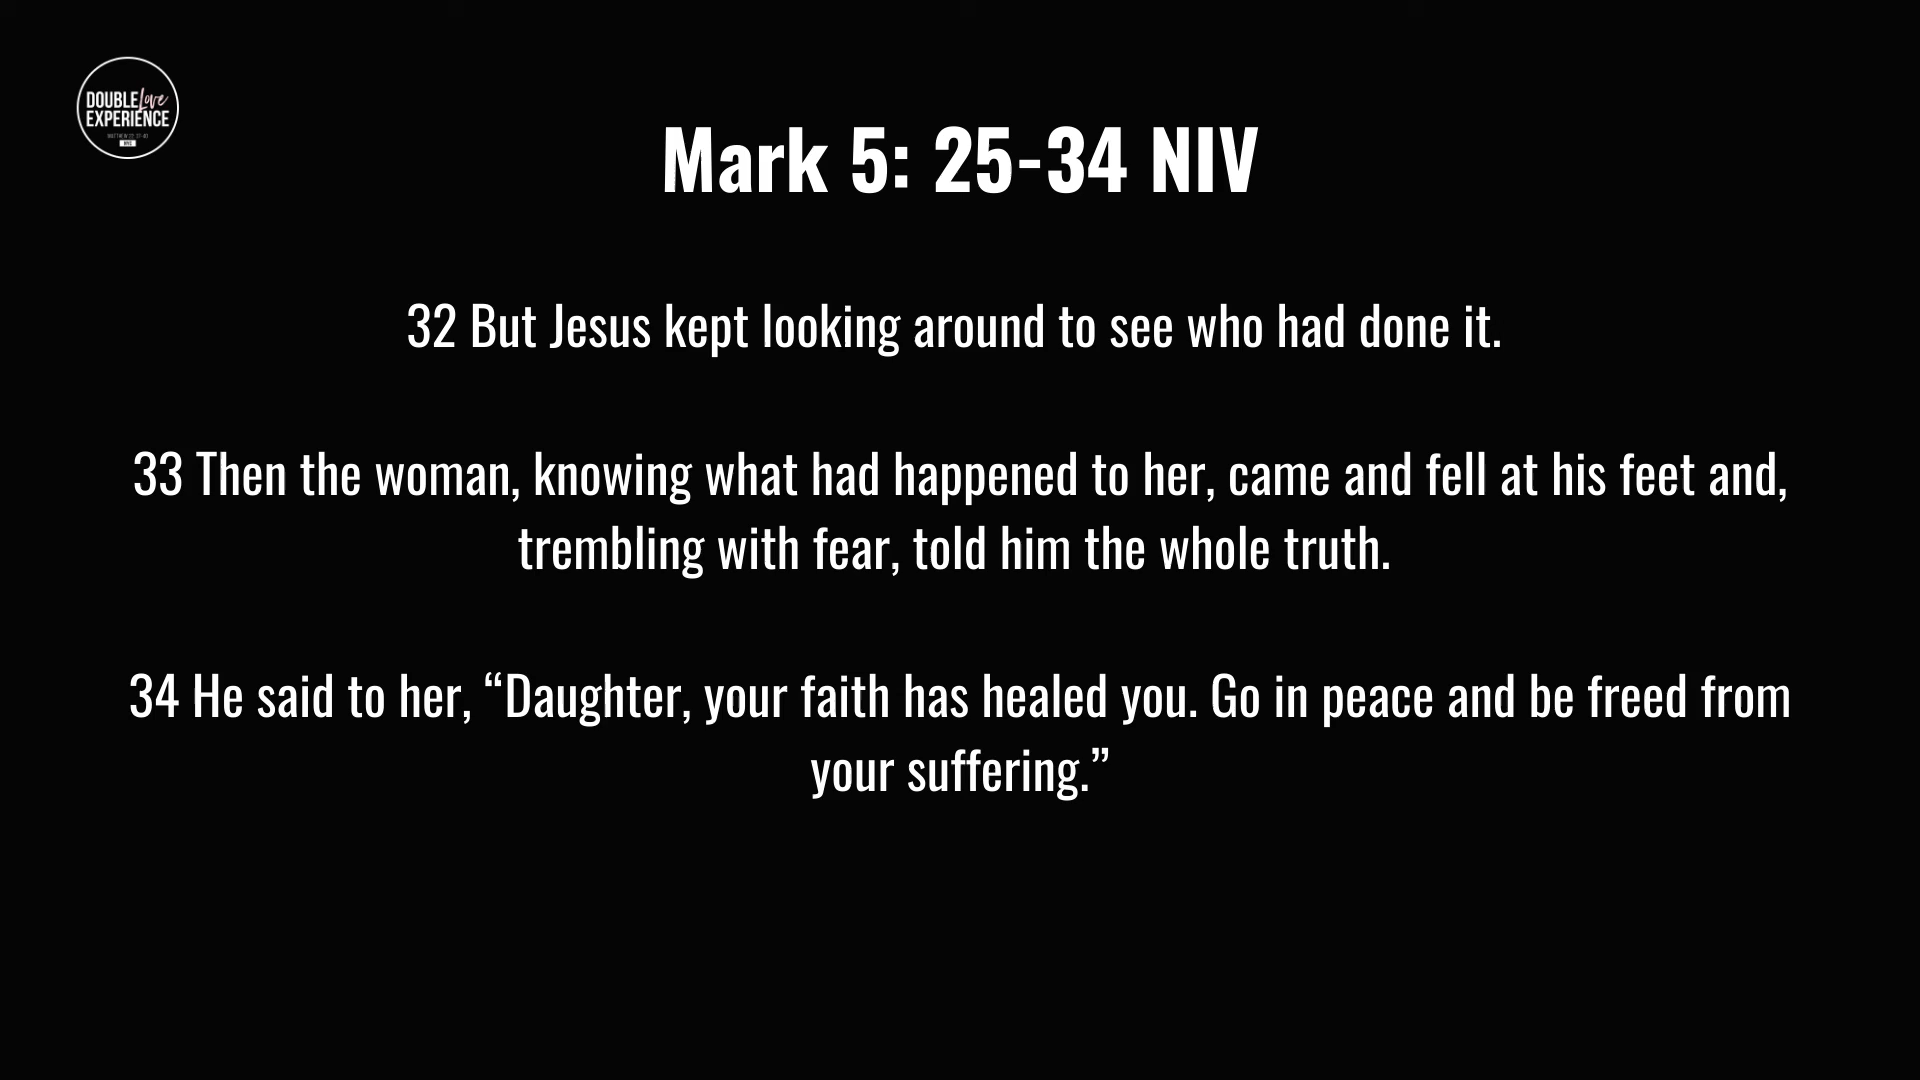 DOUBLE Love
EXPERIENCE
Mark 5: 25-34 NIV
32 But Jesus kept looking around to see who had done it.
33 Then the woman, knowing what had happened to her, came and fell at his feet and,
trembling with fear, told him the whole truth.
34 He said to her, “Daughter, your faith has healed you. Go in peace and be freed from
your suffering.”